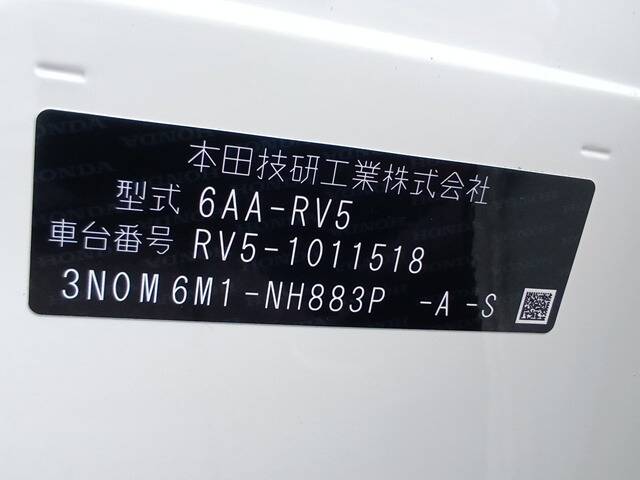 本田技研工業株式会社
型式 6AA-RV5
車台番号 RV5-1011518
3N0M6M1-NH883P -A -S